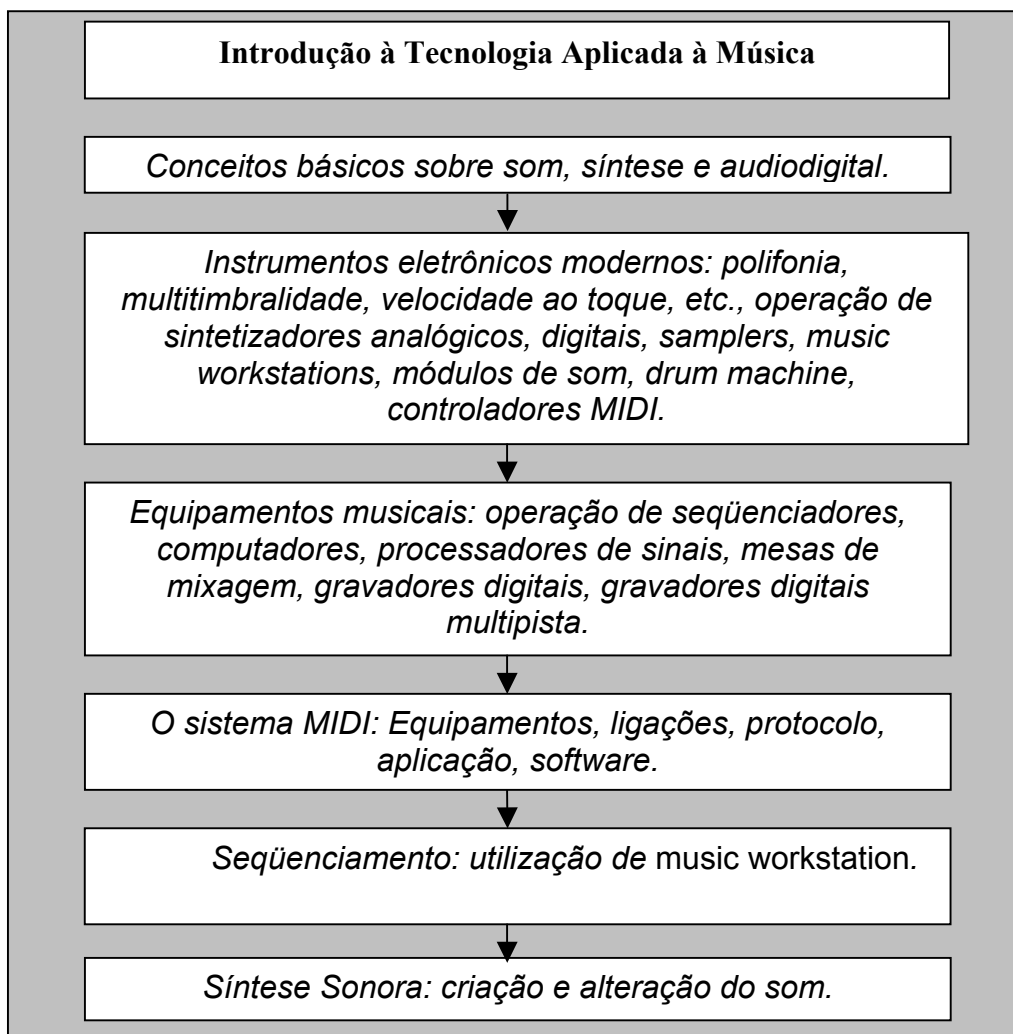 Introdução à Tecnologia Aplicada à Música
Conceitos básicos sobre som, síntese e audiodigital.
Instrumentos eletrônicos modernos: polifonia,
multitimbralidade, velocidade ao toque, etc., operação de
sintetizadores analógicos, digitais, samplers, music
workstations, módulos de som, drum machine,
controladores MIDI.
Equipamentos musicais: operação de seqüenciadores,
computadores, processadores de sinais, mesas de
mixagem, gravadores digitais, gravadores digitais
multipista.
O sistema MIDI: Equipamentos, ligações, protocolo,
aplicação, software.
Seqüenciamento: utilização de music workstation.
Síntese Sonora: criação e alteração do som.